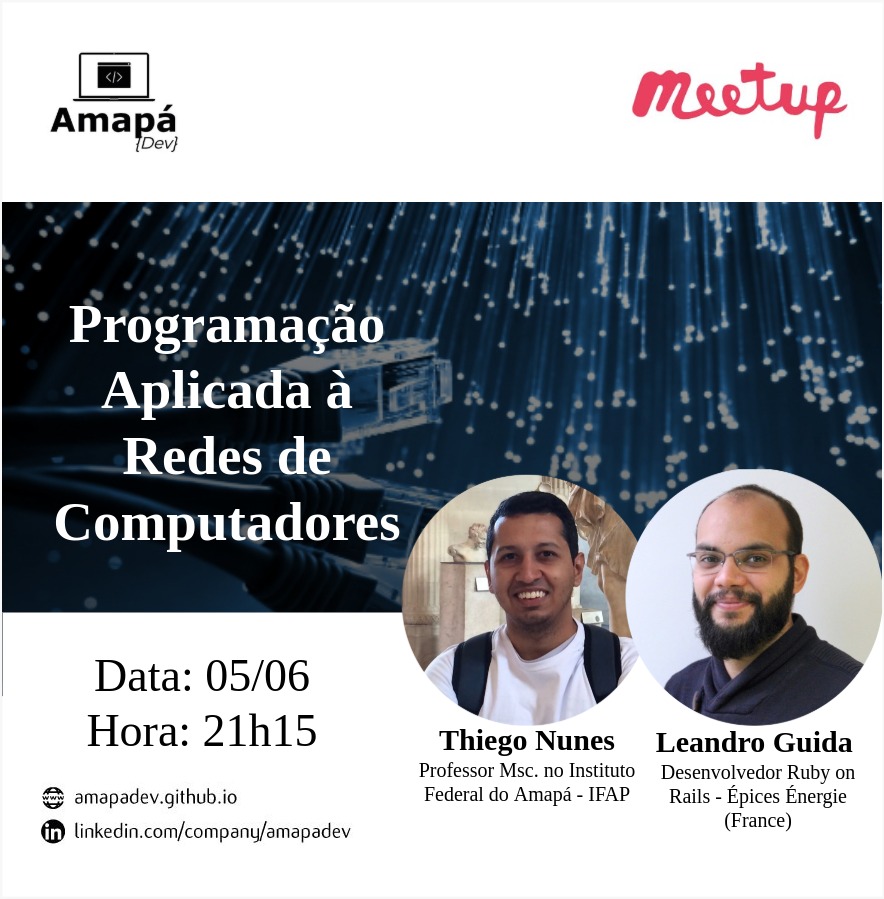 Amapá
{Dev}
meetup
Programação
Aplicada à
Redes de
Computadores
Data: 05/06
Hora: 21h15
www
amapadev.github.io
in
linkedin.com/company/amapadev
Thiego Nunes
Professor Msc. no Instituto
Federal do Amapá - IFAP
Leandro Guida
Desenvolvedor Ruby on
Rails - Épices Énergie
(France)